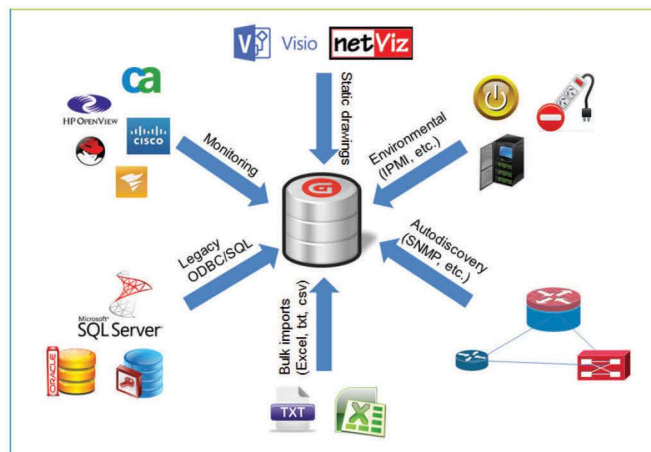 Visio
netViz
Static drawings
ca
HP OPENVIEW
CISCO
Monitoring
Environmental
(IPMI, etc.)
G
Legacy
ODBC/SQL
Autodiscovery
(SNMP, etc.)
Microsoft®
SQL Server
ORACLE
Bulk imports
(Excel, txt, csv)
TXT